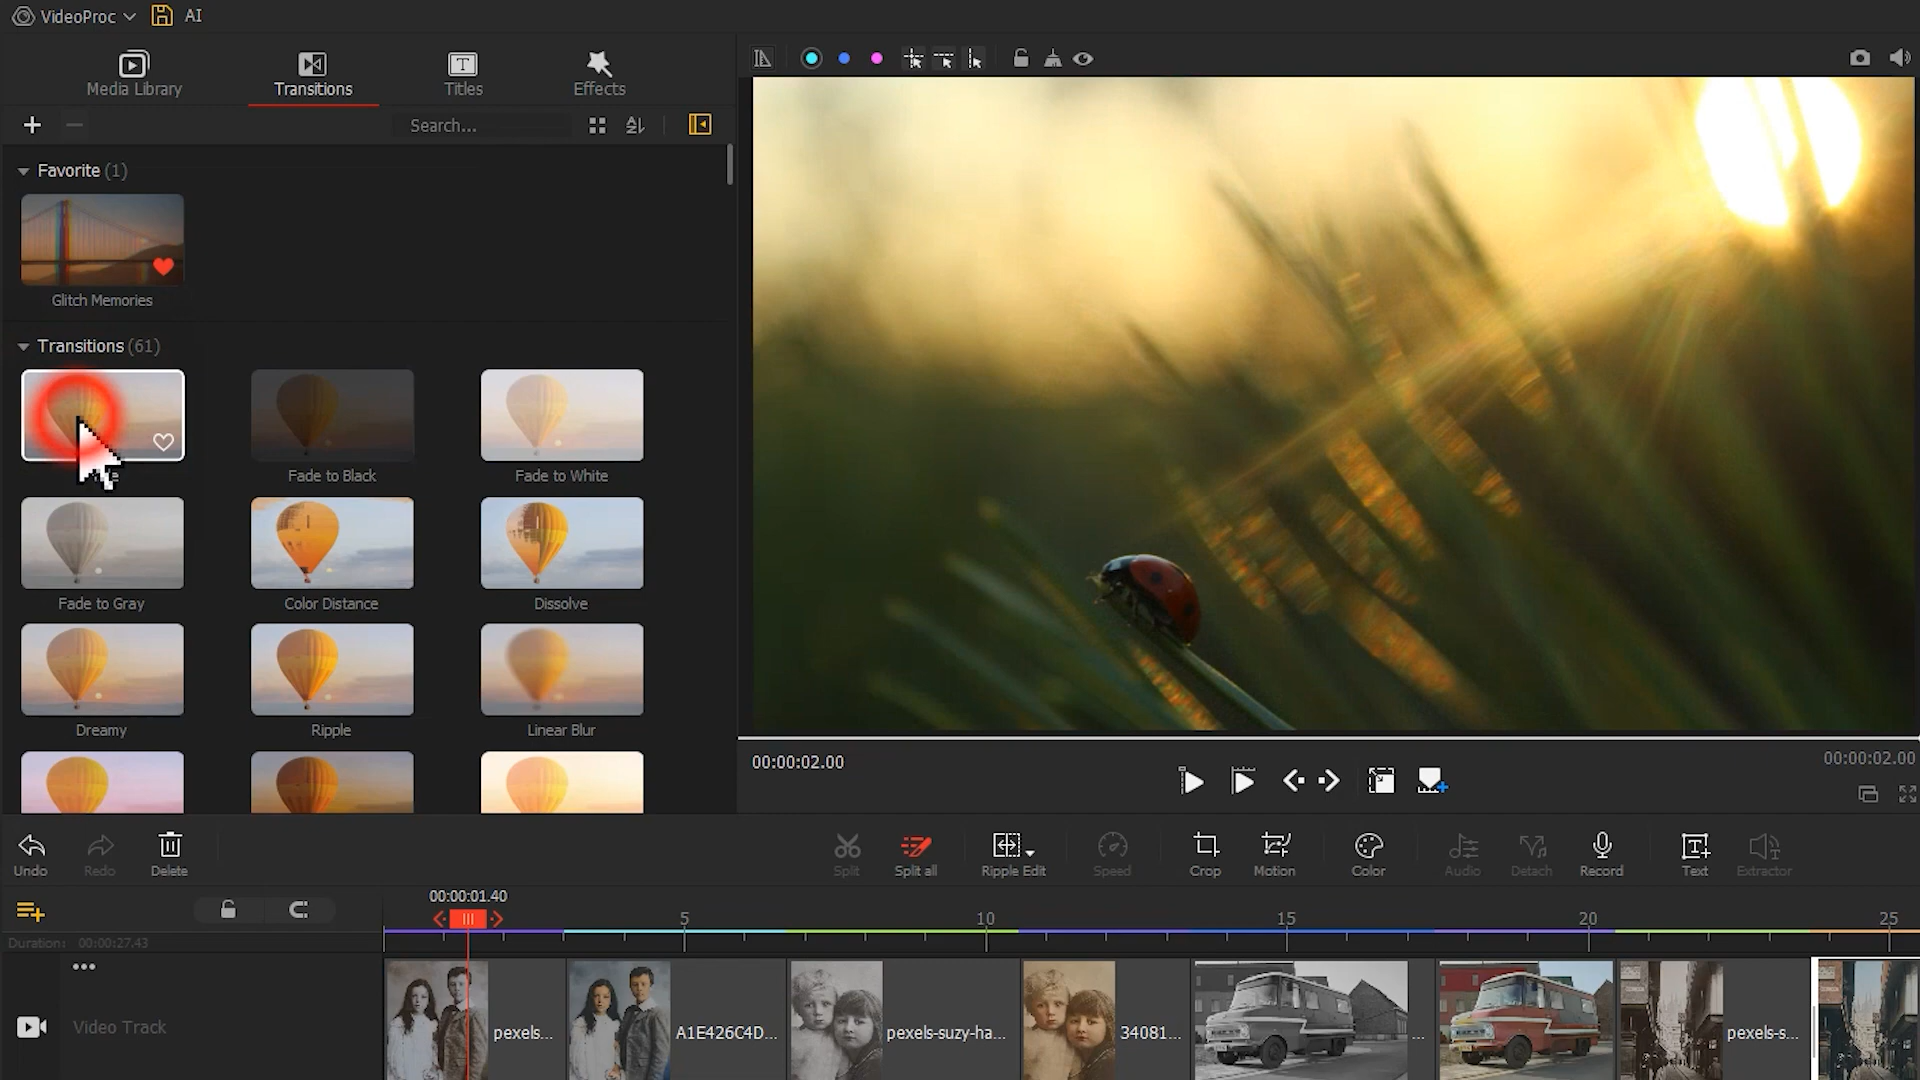 VideoProc AI
Media Library Transitions Titles Effects
Search...
Favorite (1)
Glitch Memories
Transitions (61)
Fade to Black Fade to White
Fade to Gray Color Distance Dissolve
Dreamy Ripple Linear Blur
00:00:02.00
00:00:02.00
Undo Redo Delete Split Split all Ripple Edit Speed Crop Motion Color Audio Detach Record Text Extractor
00:00:01.40
5 10 15 20 25
Duration: 00:00:27.43
Video Track
pexels... A1E426C4D... pexels-suzy-ha... 34081... ... pexels-s...